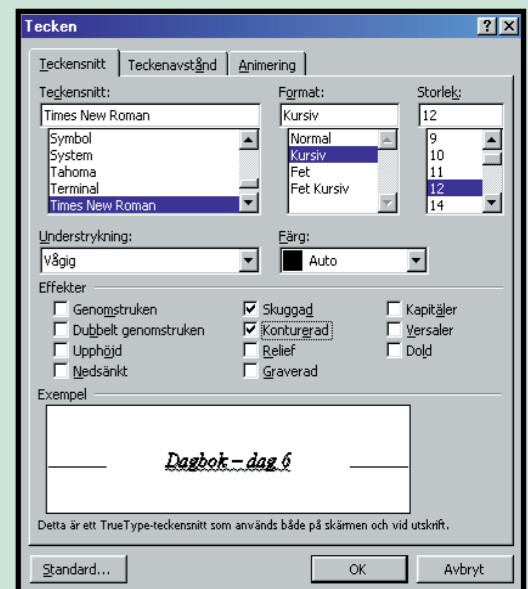 Tecken
Teckensnitt Teckenavstånd Animering
Teckensnitt: Format: Storlek:
Times New Roman Kursiv 12
Symbol Normal 9
System Kursiv 10
Tahoma Fet 11
Terminal Fet Kursiv 12
Times New Roman 14
Understrykning: Färg:
Vågig Auto
Effekter
Genomstruken Skuggad Kapitäler
Dubbelt genomstruken Konturerad Versaler
Upphöjd Relief Dold
Nedsänkt Graverad
Exempel
Dagbok – dag 6
Detta är ett TrueType-teckensnitt som används både på skärmen och vid utskrift.
Standard... OK Avbryt